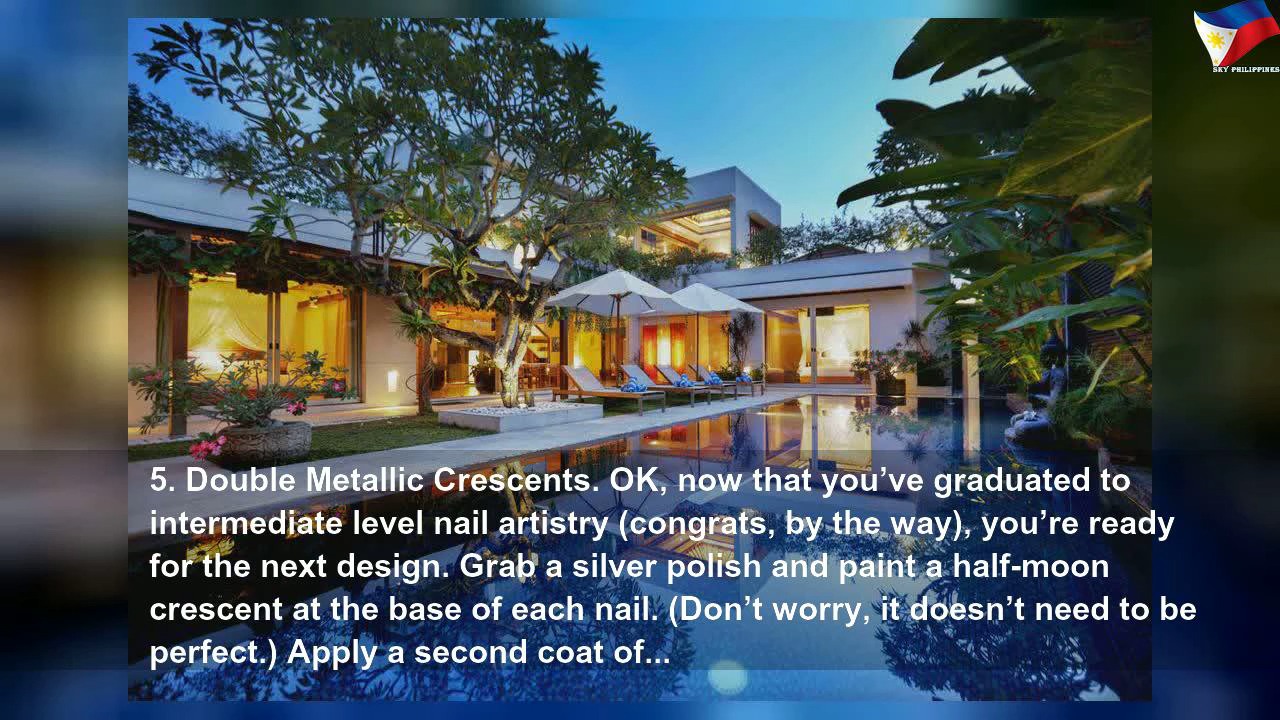 SKY PHILIPPINES
5. Double Metallic Crescents. OK, now that you’ve graduated to
intermediate level nail artistry (congrats, by the way), you’re ready
for the next design. Grab a silver polish and paint a half-moon
crescent at the base of each nail. (Don’t worry, it doesn’t need to be
perfect.) Apply a second coat of...